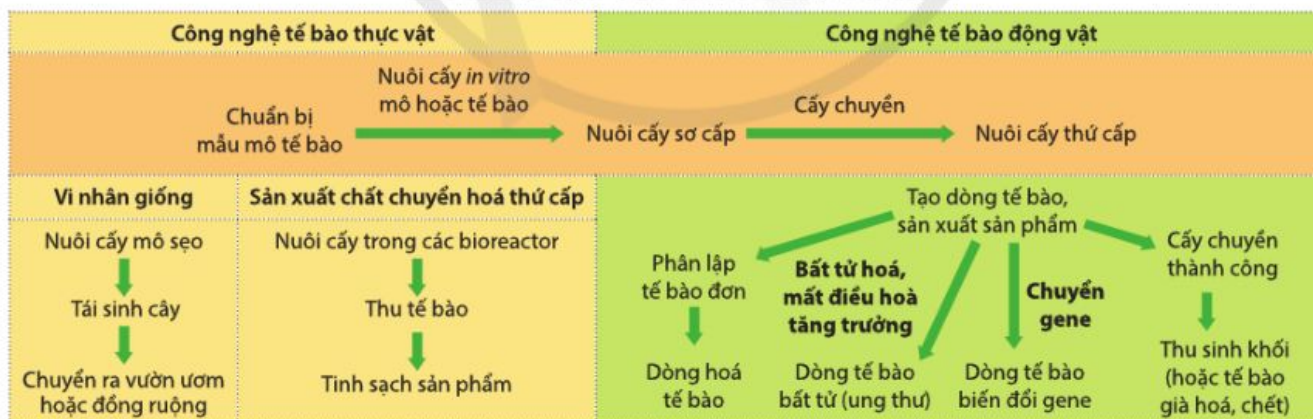 Công nghệ tế bào thực vật
Công nghệ tế bào động vật
Nuôi cấy in vitro
mô hoặc tế bào
Chuẩn bị
mẫu mô tế bào
Nuôi cấy sơ cấp
Cấy chuyển
Nuôi cấy thứ cấp
Vi nhân giống
Nuôi cấy mô sẹo
Tái sinh cây
Chuyển ra vườn ươm
hoặc đồng ruộng
Sản xuất chất chuyển hoá thứ cấp
Nuôi cấy trong các bioreactor
Thu tế bào
Tinh sạch sản phẩm
Tạo dòng tế bào,
sản xuất sản phẩm
Phân lập
tế bào đơn
Dòng hoá
tế bào
Bất tử hoá,
mất điều hoà
tăng trưởng
Dòng tế bào
bất tử (ung thư)
Chuyển
gene
Dòng tế bào
biến đổi gene
Cấy chuyển
thành công
Thu sinh khối
(hoặc tế bào
già hoá, chết)